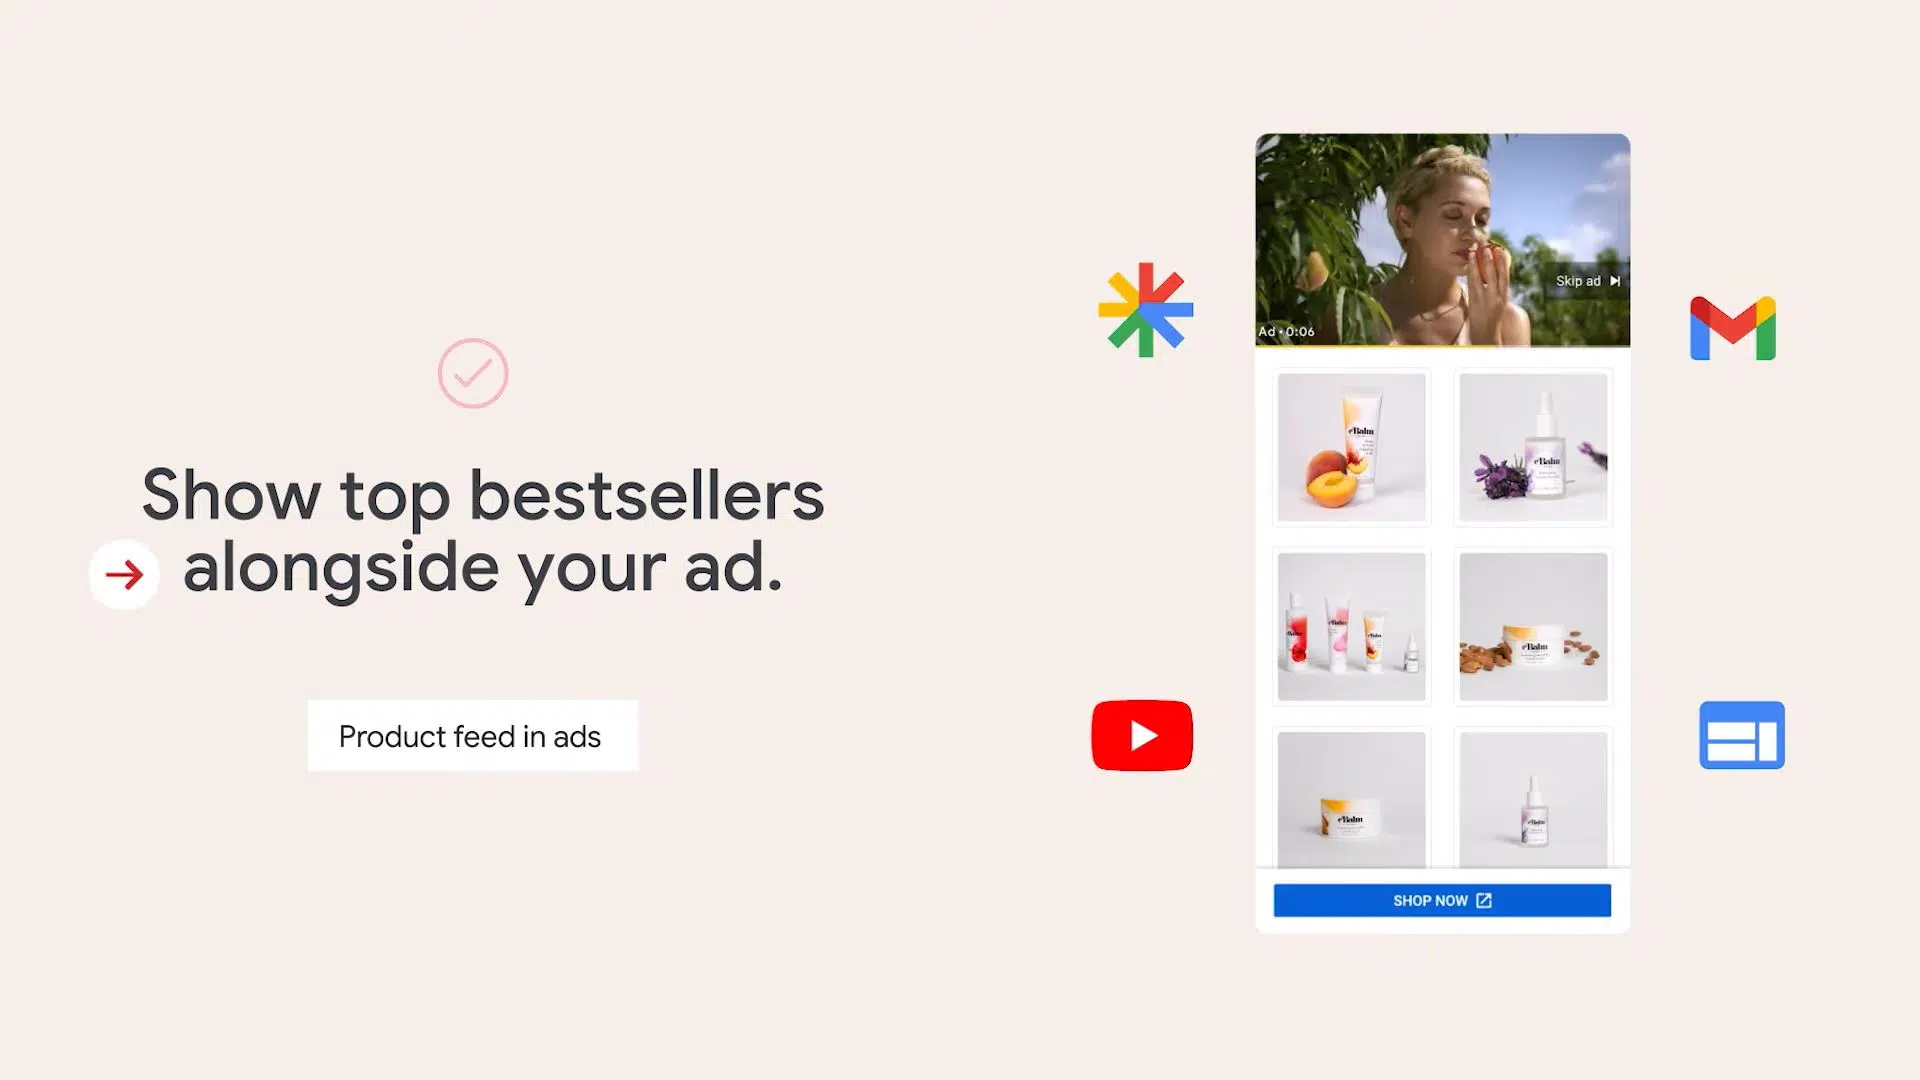 Show top bestsellers
alongside your ad.
Product feed in ads
Skip ad
Ad • 0:06
eBalm
eBalm
eBalm
eBalm
eBalm
eBalm
SHOP NOW